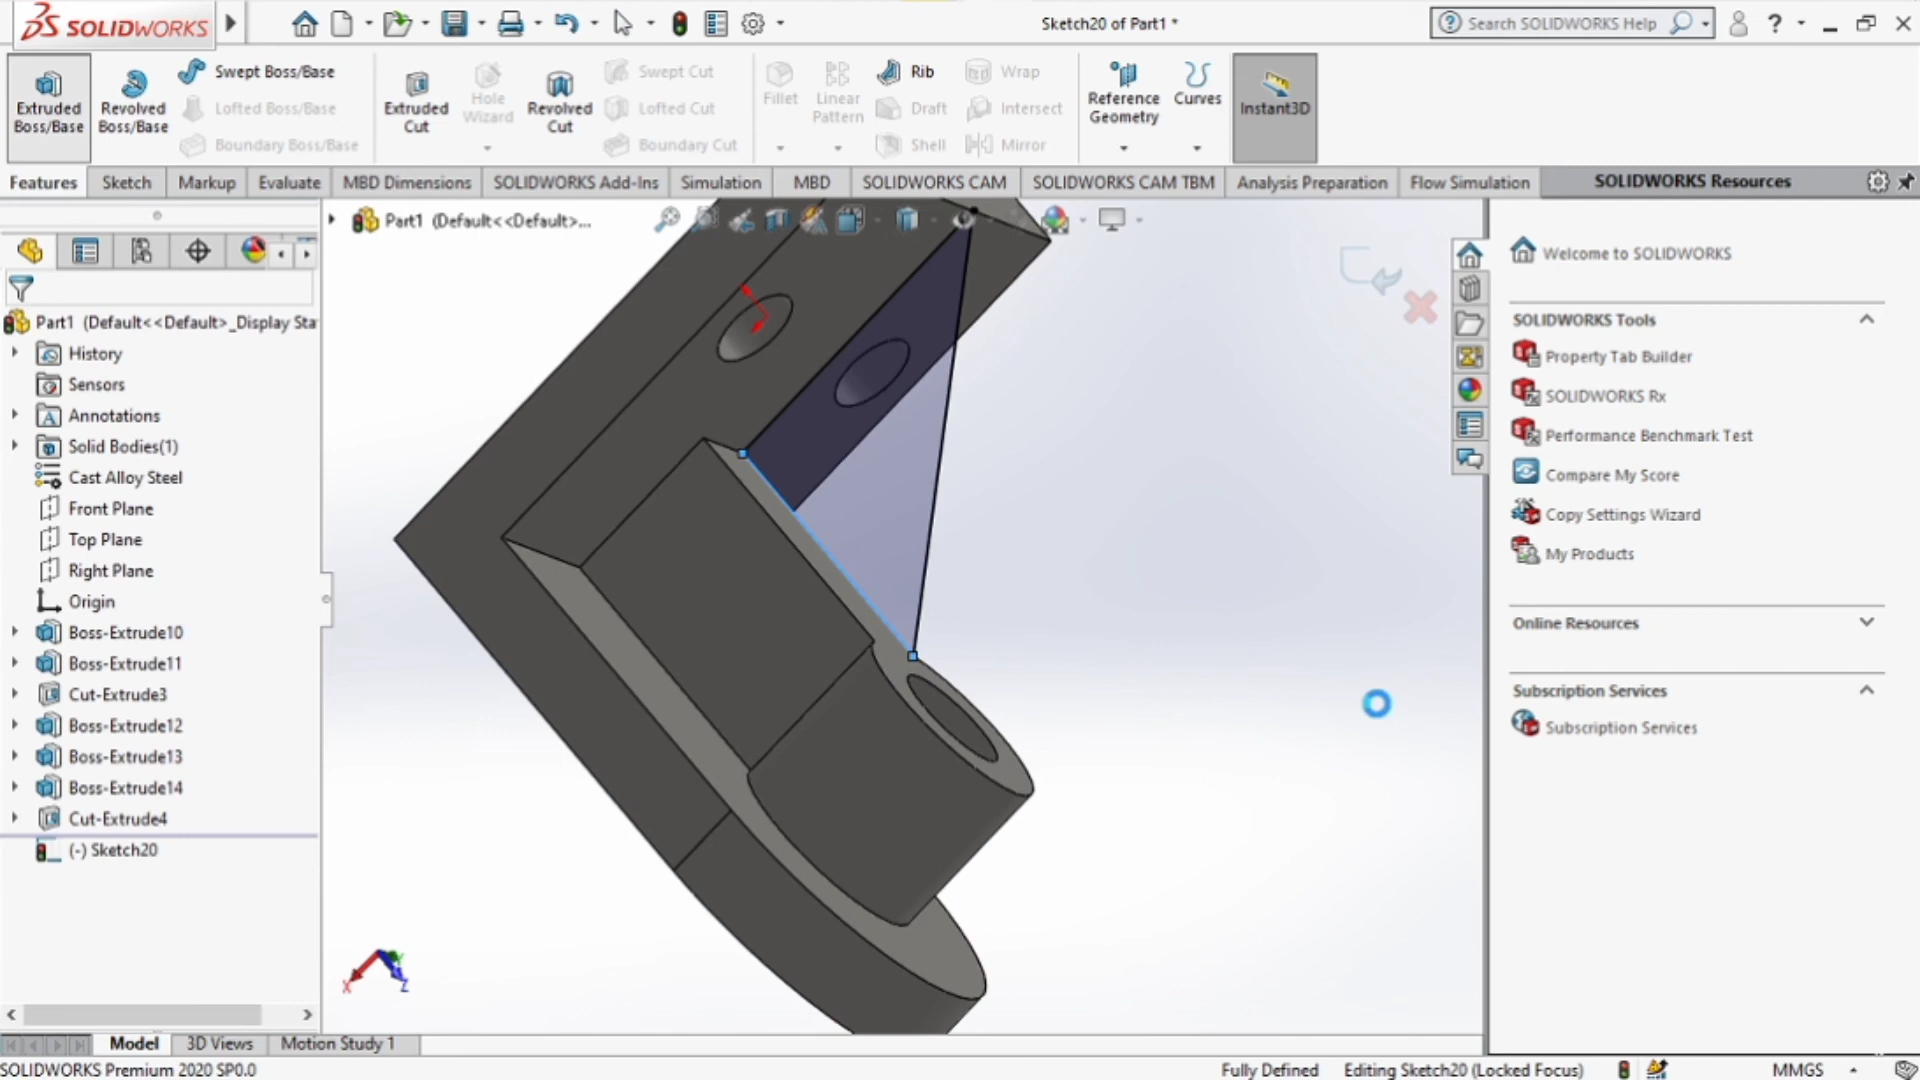 SOLIDWORKS
Sketch20 of Part1 *
Search SOLIDWORKS Help
?
Extruded Boss/Base
Revolved Boss/Base
Swept Boss/Base
Lofted Boss/Base
Boundary Boss/Base
Extruded Cut
Hole Wizard
Revolved Cut
Swept Cut
Lofted Cut
Boundary Cut
Fillet
Linear Pattern
Rib
Draft
Shell
Wrap
Intersect
Mirror
Reference Geometry
Curves
Instant3D
Features
Sketch
Markup
Evaluate
MBD Dimensions
SOLIDWORKS Add-Ins
Simulation
MBD
SOLIDWORKS CAM
SOLIDWORKS CAM TBM
Analysis Preparation
Flow Simulation
SOLIDWORKS Resources
Part1 (Default<<Default>...
Part1 (Default<<Default>_Display Sta
History
Sensors
Annotations
Solid Bodies(1)
Cast Alloy Steel
Front Plane
Top Plane
Right Plane
Origin
Boss-Extrude10
Boss-Extrude11
Cut-Extrude3
Boss-Extrude12
Boss-Extrude13
Boss-Extrude14
Cut-Extrude4
(-) Sketch20
X
Z
Welcome to SOLIDWORKS
SOLIDWORKS Tools
Property Tab Builder
SOLIDWORKS Rx
Performance Benchmark Test
Compare My Score
Copy Settings Wizard
My Products
Online Resources
Subscription Services
Subscription Services
Model
3D Views
Motion Study 1
SOLIDWORKS Premium 2020 SP0.0
Fully Defined
Editing Sketch20 (Locked Focus)
MMGS